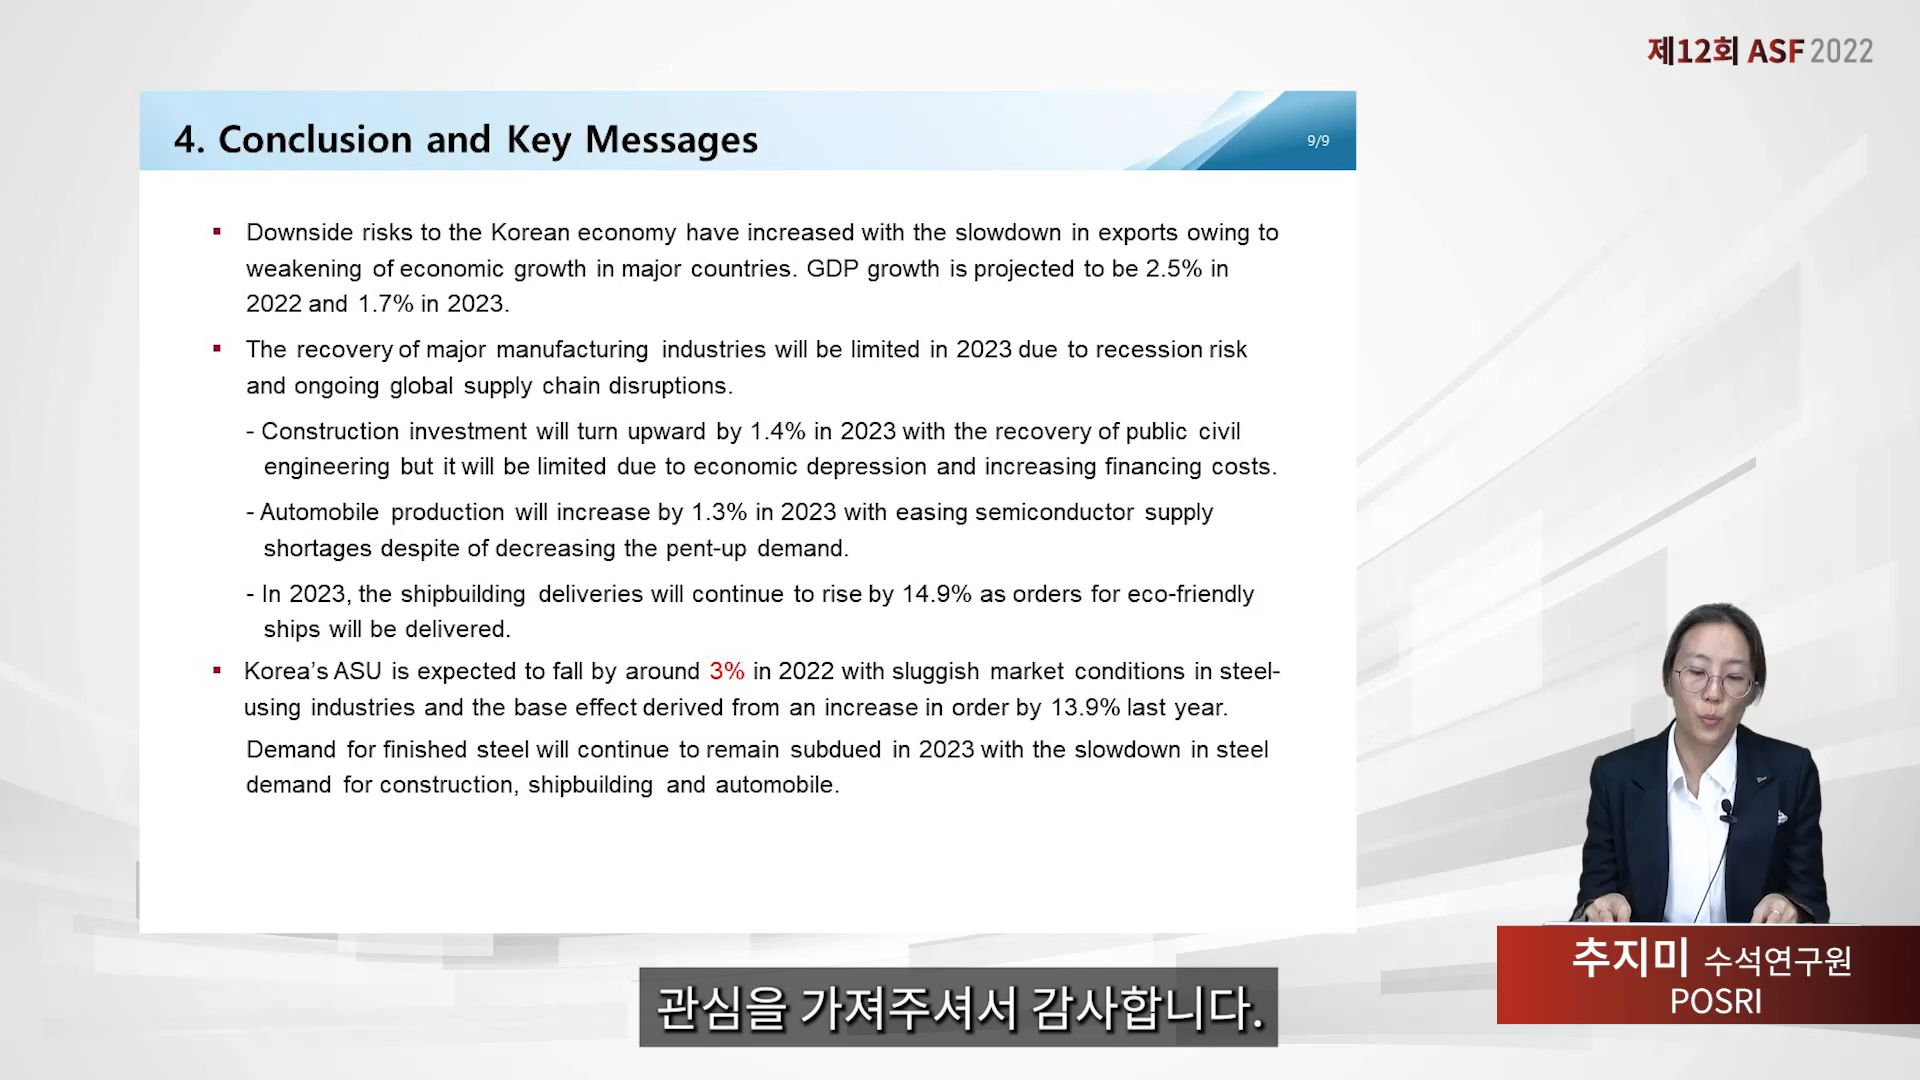 제12회 ASF 2022
4. Conclusion and Key Messages
9/9
▪ Downside risks to the Korean economy have increased with the slowdown in exports owing to
weakening of economic growth in major countries. GDP growth is projected to be 2.5% in
2022 and 1.7% in 2023.
▪ The recovery of major manufacturing industries will be limited in 2023 due to recession risk
and ongoing global supply chain disruptions.
- Construction investment will turn upward by 1.4% in 2023 with the recovery of public civil
engineering but it will be limited due to economic depression and increasing financing costs.
- Automobile production will increase by 1.3% in 2023 with easing semiconductor supply
shortages despite of decreasing the pent-up demand.
- In 2023, the shipbuilding deliveries will continue to rise by 14.9% as orders for eco-friendly
ships will be delivered.
▪ Korea’s ASU is expected to fall by around 3% in 2022 with sluggish market conditions in steel-
using industries and the base effect derived from an increase in order by 13.9% last year.
Demand for finished steel will continue to remain subdued in 2023 with the slowdown in steel
demand for construction, shipbuilding and automobile.
추지미 수석연구원
POSRI
관심을 가져주셔서 감사합니다.